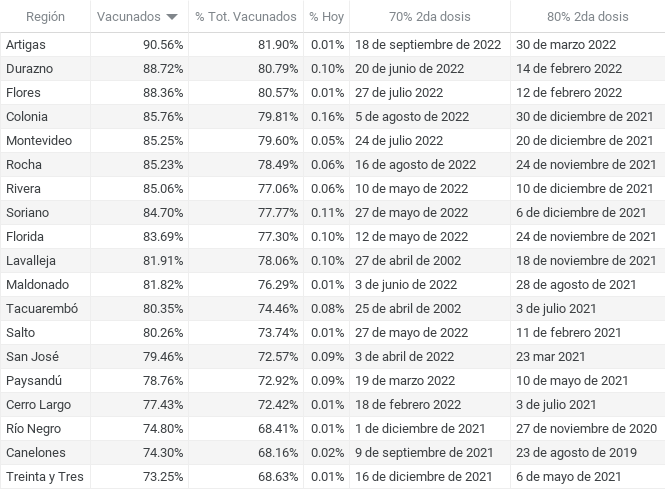 Región Vacunados % Tot. Vacunados % Hoy 70% 2da dosis 80% 2da dosis
Artigas 90.56% 81.90% 0.01% 18 de septiembre de 2022 30 de marzo 2022
Durazno 88.72% 80.79% 0.10% 20 de junio de 2022 14 de febrero 2022
Flores 88.36% 80.57% 0.01% 27 de julio 2022 12 de febrero 2022
Colonia 85.76% 79.81% 0.16% 5 de agosto de 2022 30 de diciembre de 2021
Montevideo 85.25% 79.60% 0.05% 24 de julio 2022 20 de diciembre de 2021
Rocha 85.23% 78.49% 0.06% 16 de agosto de 2022 24 de noviembre de 2021
Rivera 85.06% 77.06% 0.06% 10 de mayo de 2022 10 de diciembre de 2021
Soriano 84.70% 77.77% 0.11% 27 de mayo de 2022 6 de diciembre de 2021
Florida 83.69% 77.30% 0.10% 12 de mayo de 2022 24 de noviembre de 2021
Lavalleja 81.91% 78.06% 0.10% 27 de abril de 2002 18 de noviembre de 2021
Maldonado 81.82% 76.29% 0.01% 3 de junio de 2022 28 de agosto de 2021
Tacuarembó 80.35% 74.46% 0.08% 25 de abril de 2002 3 de julio 2021
Salto 80.26% 73.74% 0.01% 27 de mayo de 2022 11 de febrero de 2021
San José 79.46% 72.57% 0.09% 3 de abril de 2022 23 mar 2021
Paysandú 78.76% 72.92% 0.09% 19 de marzo de 2022 10 de mayo de 2021
Cerro Largo 77.43% 72.42% 0.01% 18 de febrero de 2022 3 de julio de 2021
Río Negro 74.80% 68.41% 0.01% 1 de diciembre de 2021 27 de noviembre de 2020
Canelones 74.30% 68.16% 0.02% 9 de septiembre de 2021 23 de agosto de 2019
Treinta y Tres 73.25% 68.63% 0.01% 16 de diciembre de 2021 6 de mayo de 2021